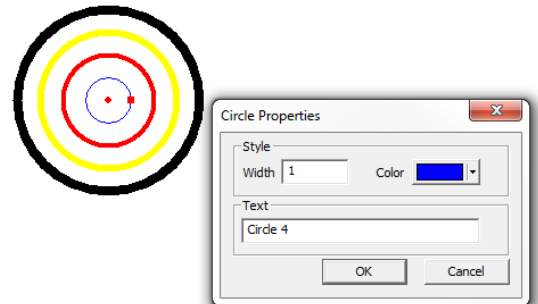 Circle Properties
Style
Width 1 Color
Text
Circle 4
OK Cancel